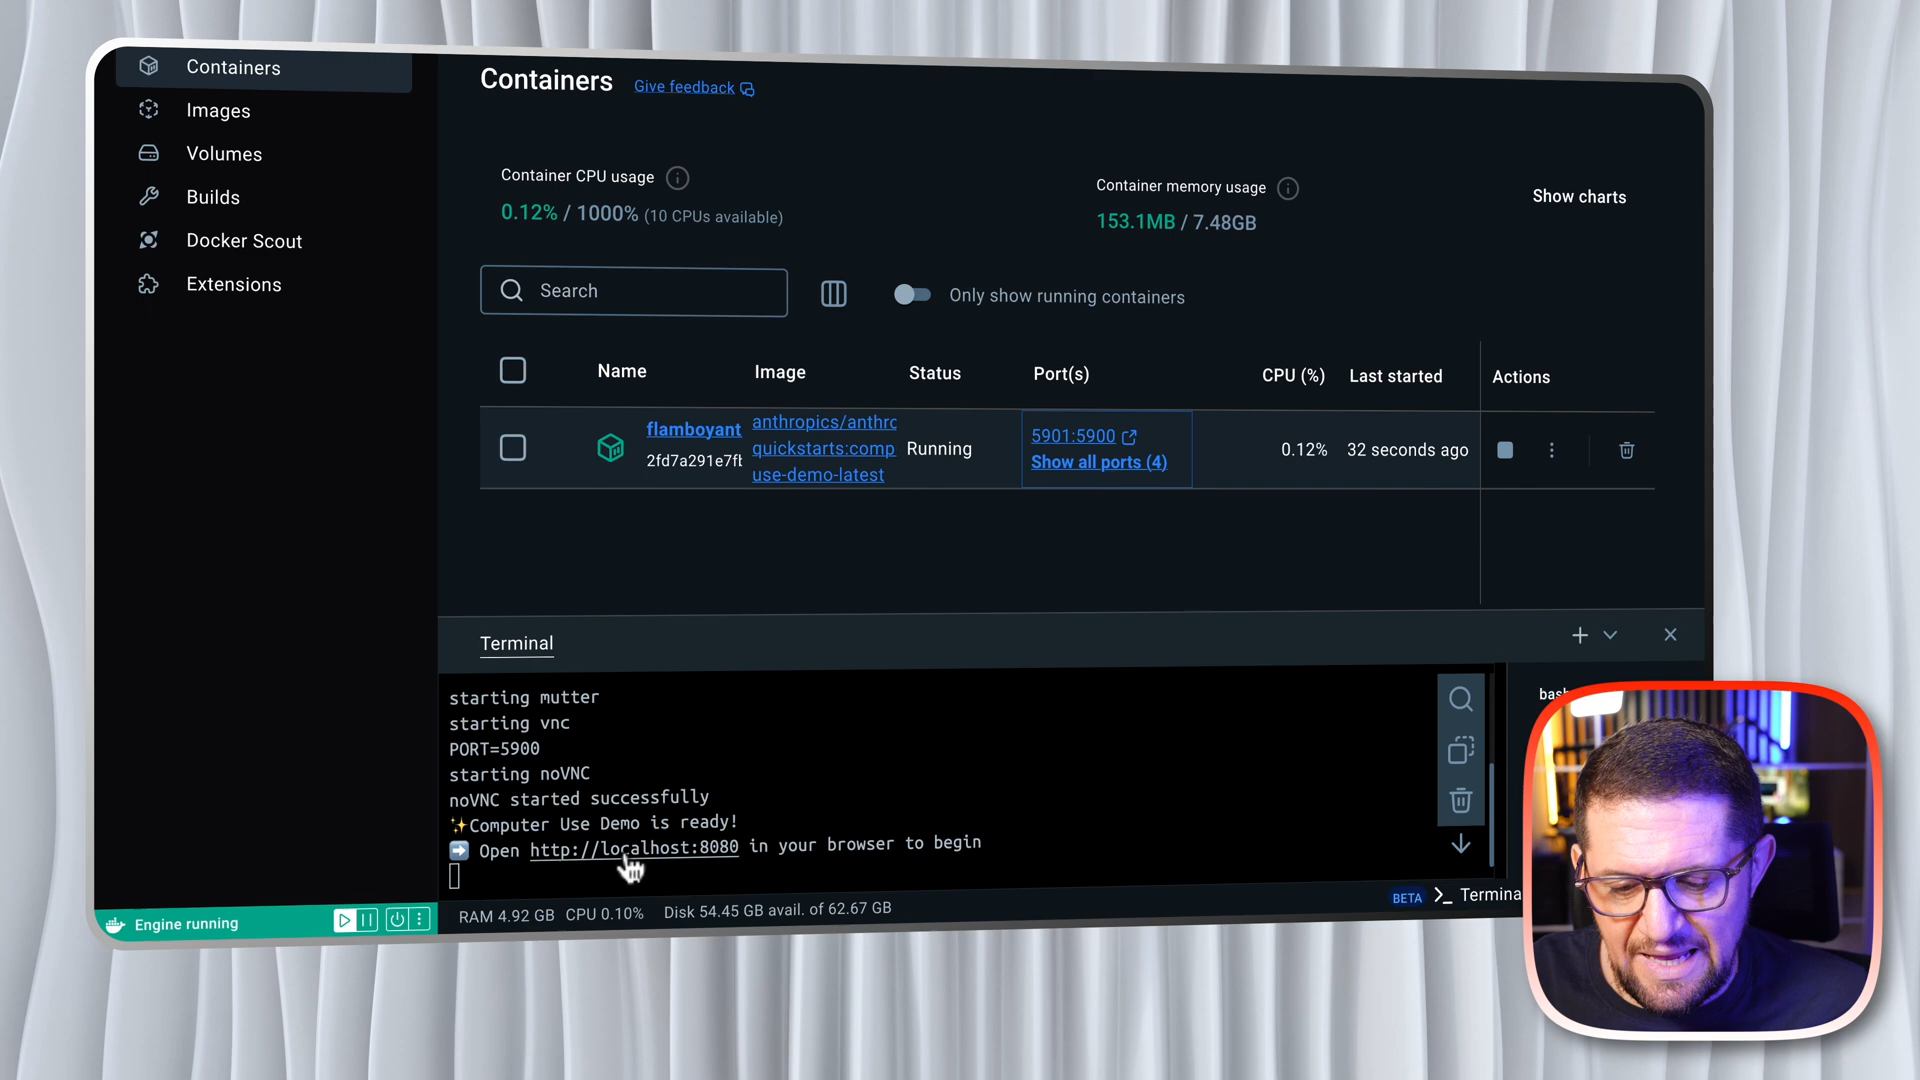 Containers
Images
Volumes
Builds
Docker Scout
Extensions
Containers Give feedback
Container CPU usage
0.12% / 1000% (10 CPUs available)
Container memory usage
153.1MB / 7.48GB
Show charts
Search
Only show running containers
Name Image Status Port(s) CPU (%) Last started Actions
flamboyant
2fd7a291e7f
anthropics/anthro
quickstarts:comp
use-demo-latest
Running
5901:5900
Show all ports (4)
0.12%
32 seconds ago
Terminal
starting mutter
starting vnc
PORT=5900
starting noVNC
noVNC started successfully
✨Computer Use Demo is ready!
➡️ Open http://localhost:8080 in your browser to begin
bash
Engine running
RAM 4.92 GB CPU 0.10% Disk 54.45 GB avail. of 62.67 GB
BETA >_ Termina